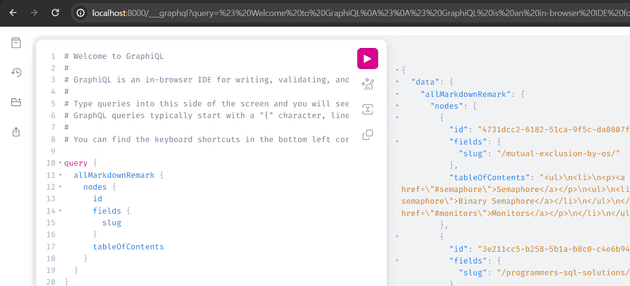 localhost:8000/___graphql?query=%23%20Welcome%20to%20GraphiQL%0A%23%0A%23%20GraphiQL%20is%20an%20in-browser%20IDE%20fo
1 # Welcome to GraphiQL
2 #
3 # GraphiQL is an in-browser IDE for writing, validating, and
4 #
5 # Type queries into this side of the screen and you will see
6 # GraphQL queries typically start with a "{" character, line
7 #
8 # You can find the keyboard shortcuts in the bottom left cor
9
10 query {
11 allMarkdownRemark {
12 nodes {
13 id
14 fields {
15 slug
16 }
17 tableOfContents
18 }
19 }
20 }
{
"data": {
"allMarkdownRemark": {
"nodes": [
{
"id": "4731dcc2-6182-51ca-9f5c-da0807f
"fields": {
"slug": "/mutual-exclusion-by-os/"
},
"tableOfContents": "<ul>\n<li>\n<p><a
href=\"#semaphore\">Semaphore</a></p>\n<ul>\n<li
semaphore\">Binary Semaphore</a></li>\n</ul>\n</
href=\"#monitors\">Monitors</a></p>\n</li>\n</ul
},
{
"id": "3e211cc5-b258-5b1a-b8c0-c4e6b94
"fields": {
"slug": "/programmers-sql-solutions/